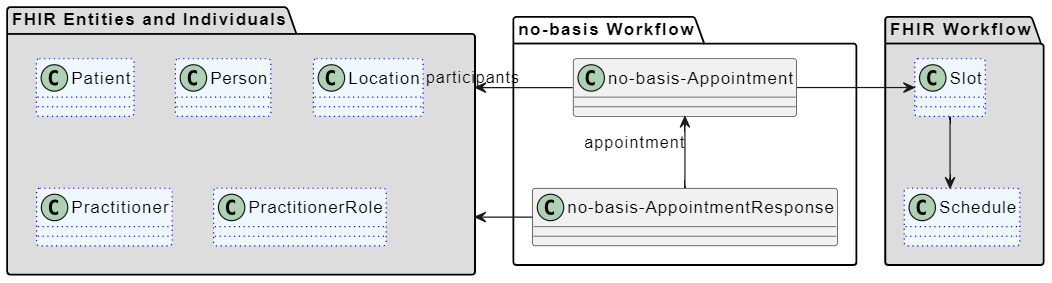 FHIR Entities and Individuals
no-basis Workflow
FHIR Workflow
C Patient
C Person
C Location
participants
C no-basis-Appointment
C Slot
appointment
C Practitioner
C PractitionerRole
C no-basis-AppointmentResponse
C Schedule